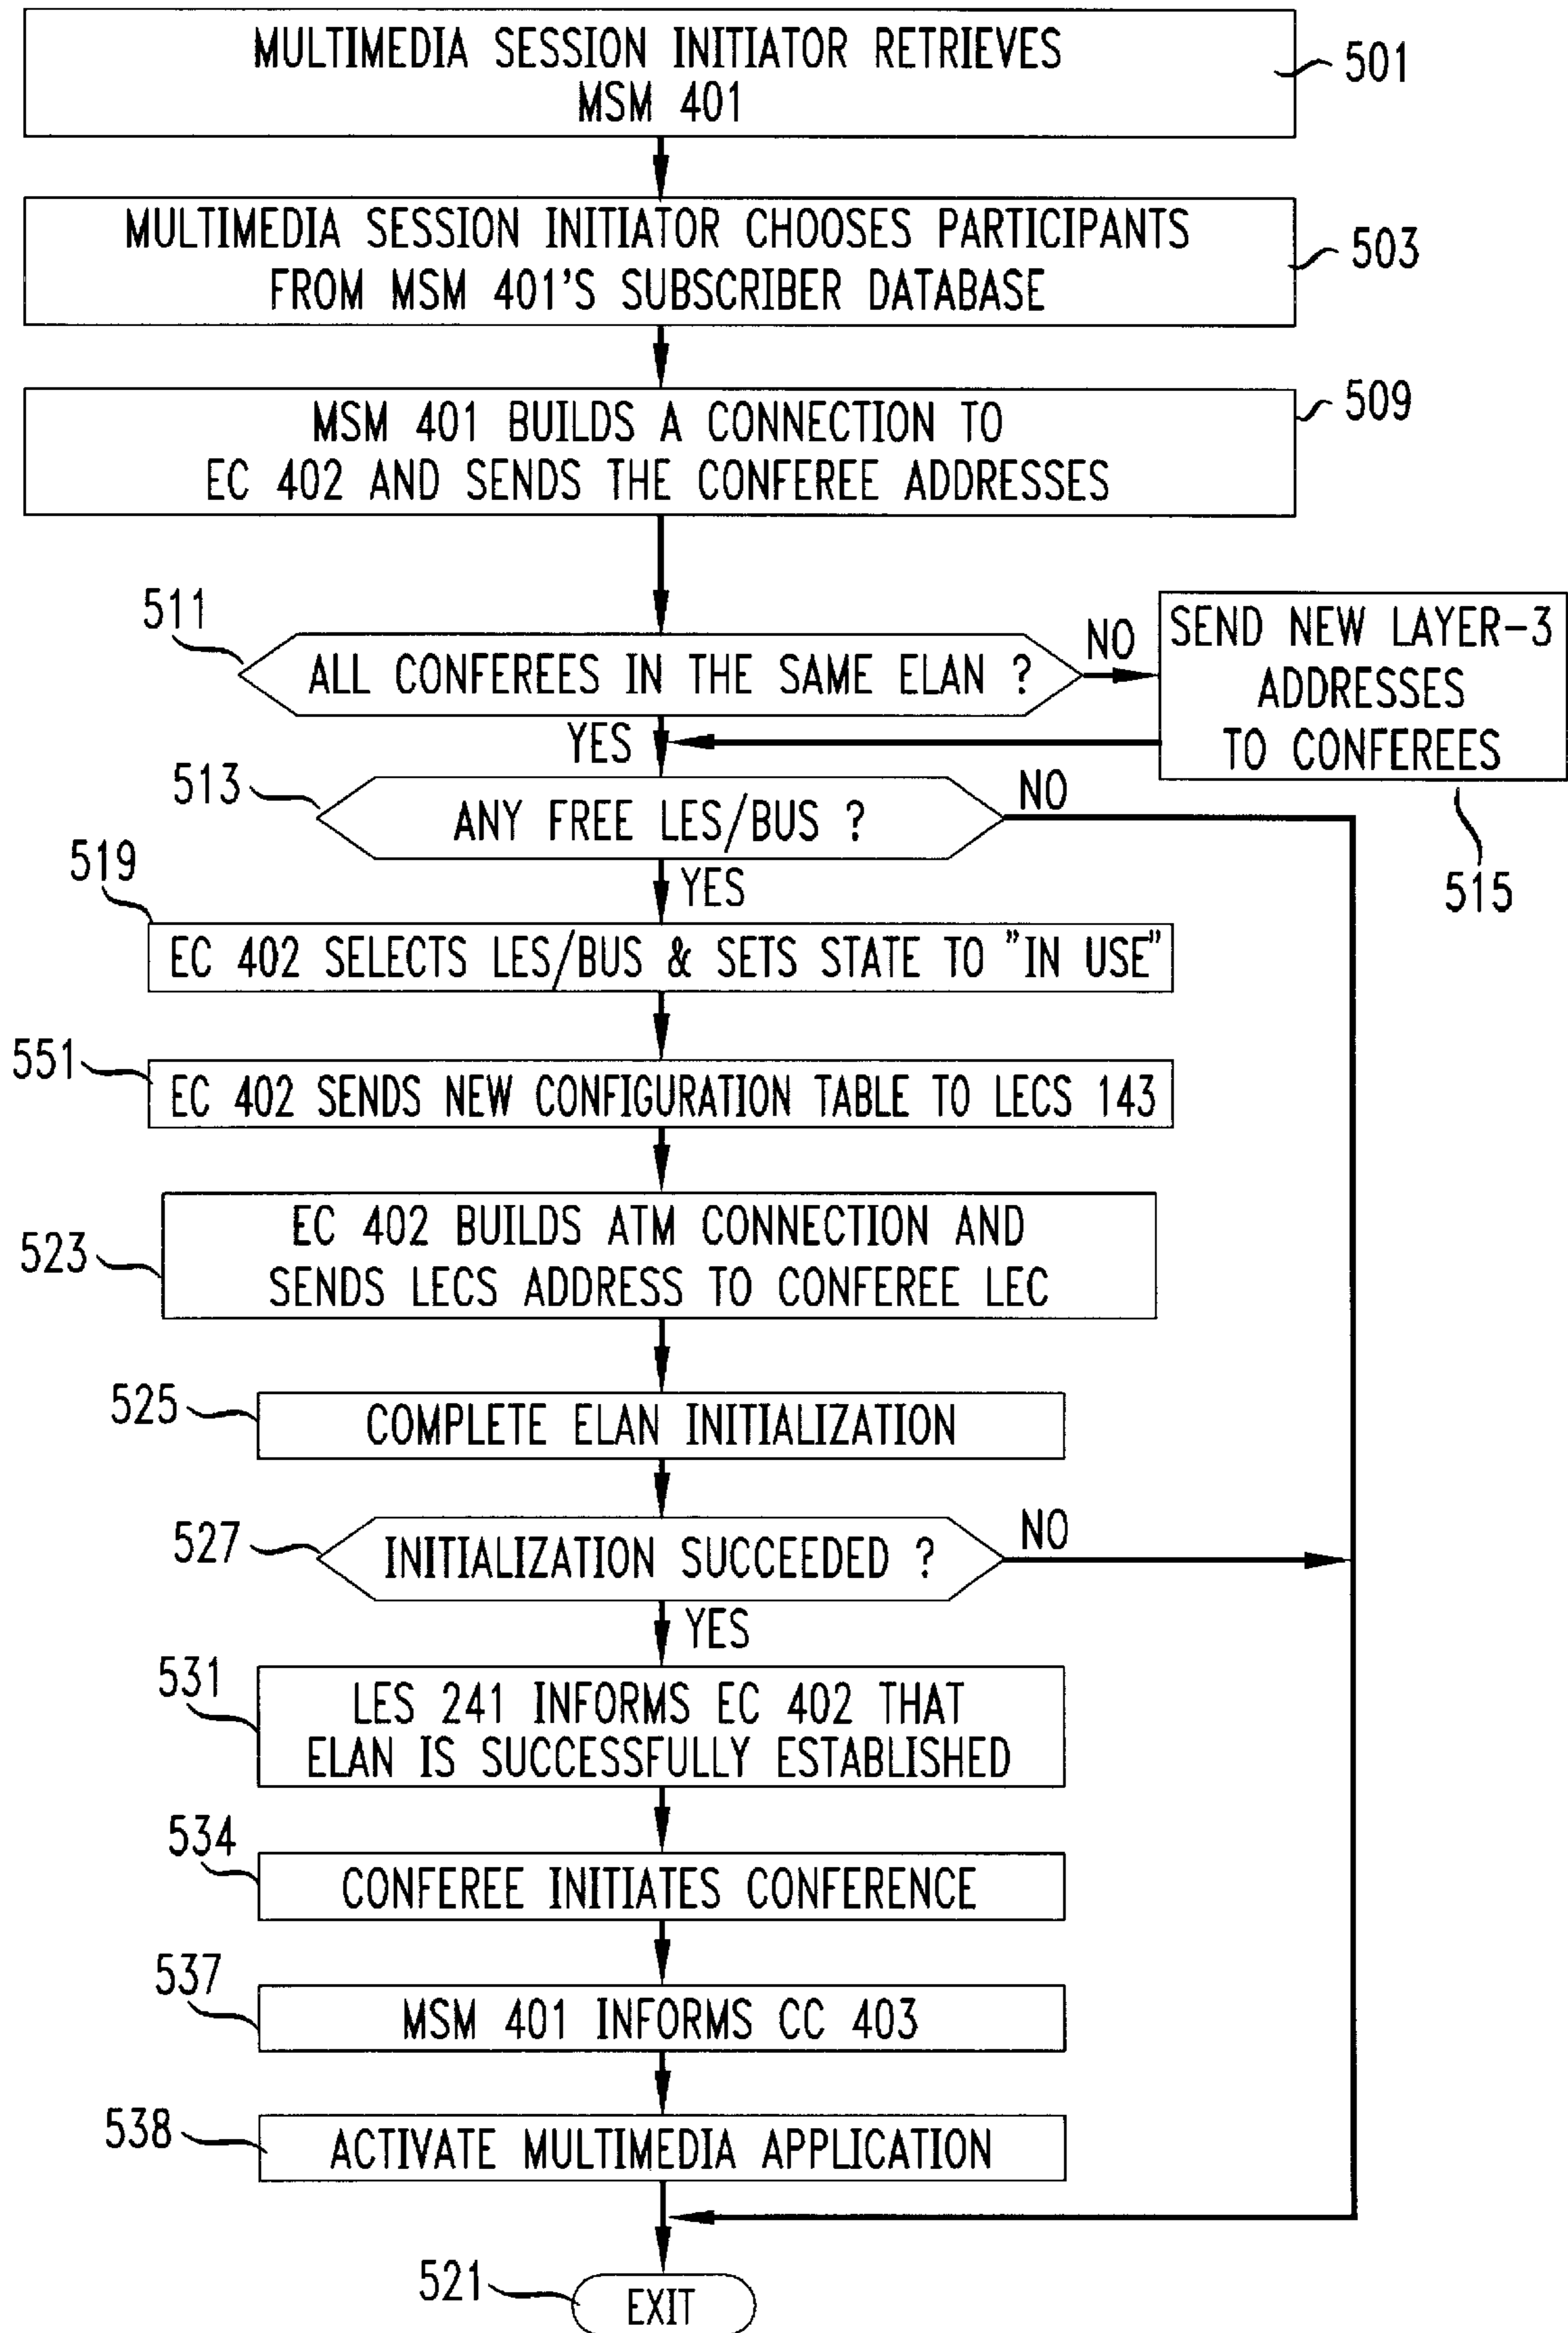 MULTIMEDIA SESSION INITIATOR RETRIEVES
MSM 401
501
MULTIMEDIA SESSION INITIATOR CHOOSES PARTICIPANTS
FROM MSM 401'S SUBSCRIBER DATABASE
503
MSM 401 BUILDS A CONNECTION TO
EC 402 AND SENDS THE CONFEREE ADDRESSES
509
511
ALL CONFEREES IN THE SAME ELAN ?
NO
SEND NEW LAYER-3
ADDRESSES
TO CONFEREES
515
YES
513
ANY FREE LES/BUS ?
NO
YES
519
EC 402 SELECTS LES/BUS & SETS STATE TO "IN USE"
551
EC 402 SENDS NEW CONFIGURATION TABLE TO LECS 143
523
EC 402 BUILDS ATM CONNECTION AND
SENDS LECS ADDRESS TO CONFEREE LEC
525
COMPLETE ELAN INITIALIZATION
527
INITIALIZATION SUCCEEDED ?
NO
YES
531
LES 241 INFORMS EC 402 THAT
ELAN IS SUCCESSFULLY ESTABLISHED
534
CONFEREE INITIATES CONFERENCE
537
MSM 401 INFORMS CC 403
538
ACTIVATE MULTIMEDIA APPLICATION
521
EXIT